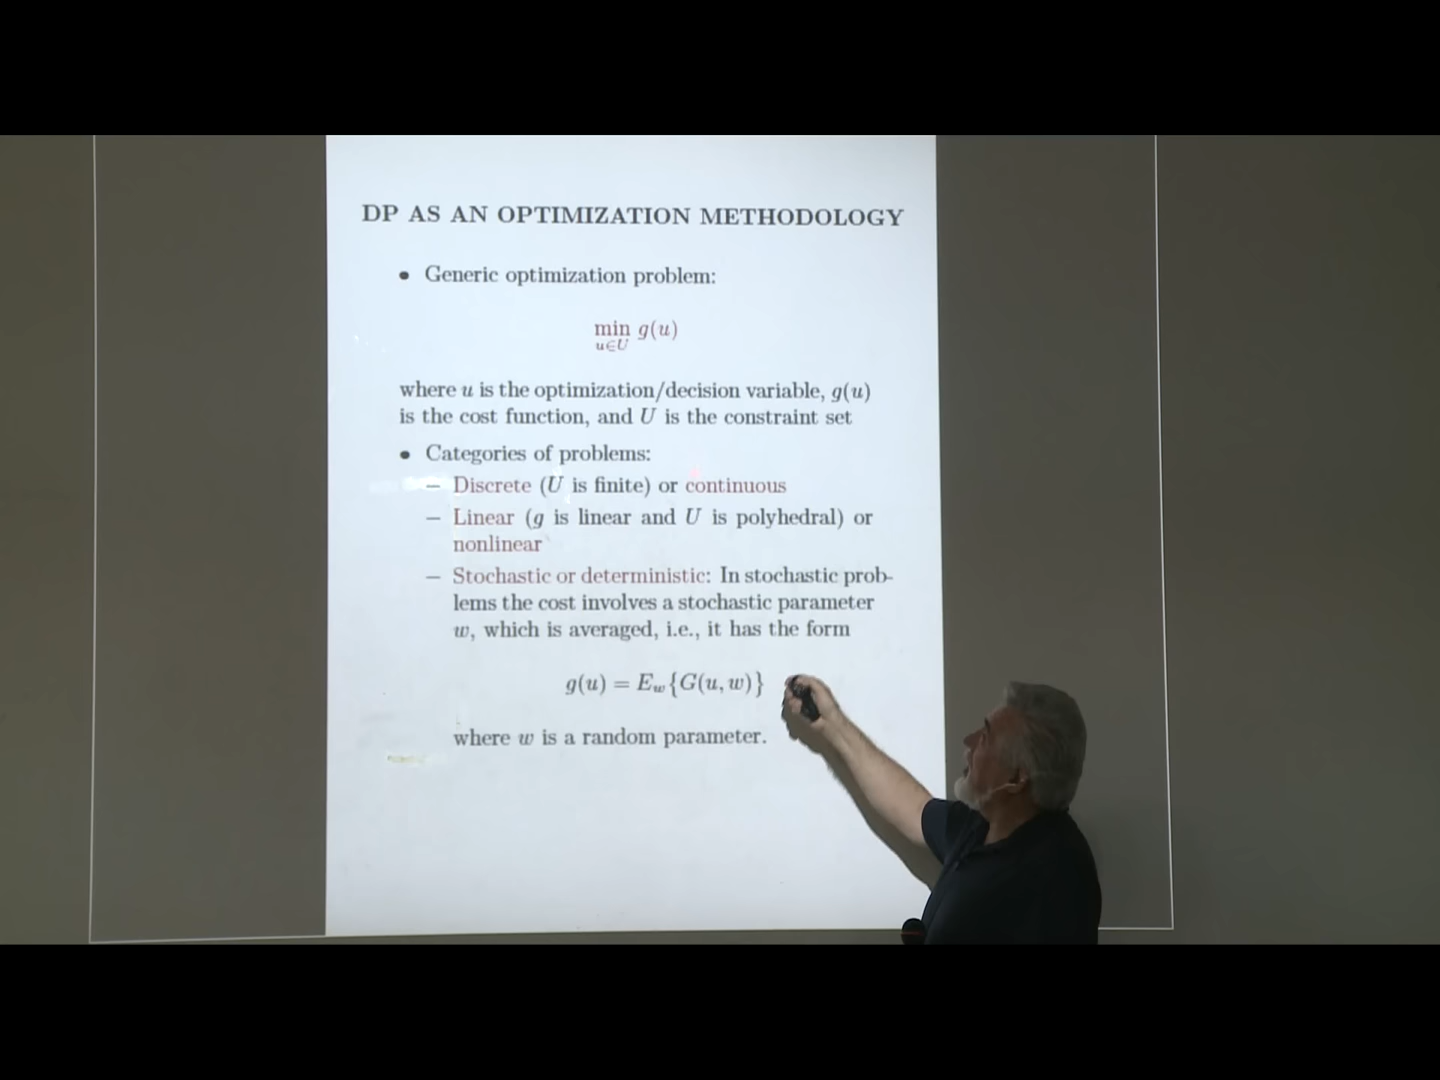 DP AS AN OPTIMIZATION METHODOLOGY
• Generic optimization problem:
min g(u)
u∈U
where u is the optimization/decision variable, g(u)
is the cost function, and U is the constraint set
• Categories of problems:
– Discrete (U is finite) or continuous
– Linear (g is linear and U is polyhedral) or
nonlinear
– Stochastic or deterministic: In stochastic prob-
lems the cost involves a stochastic parameter
w, which is averaged, i.e., it has the form
g(u) = E_w{G(u, w)}
where w is a random parameter.